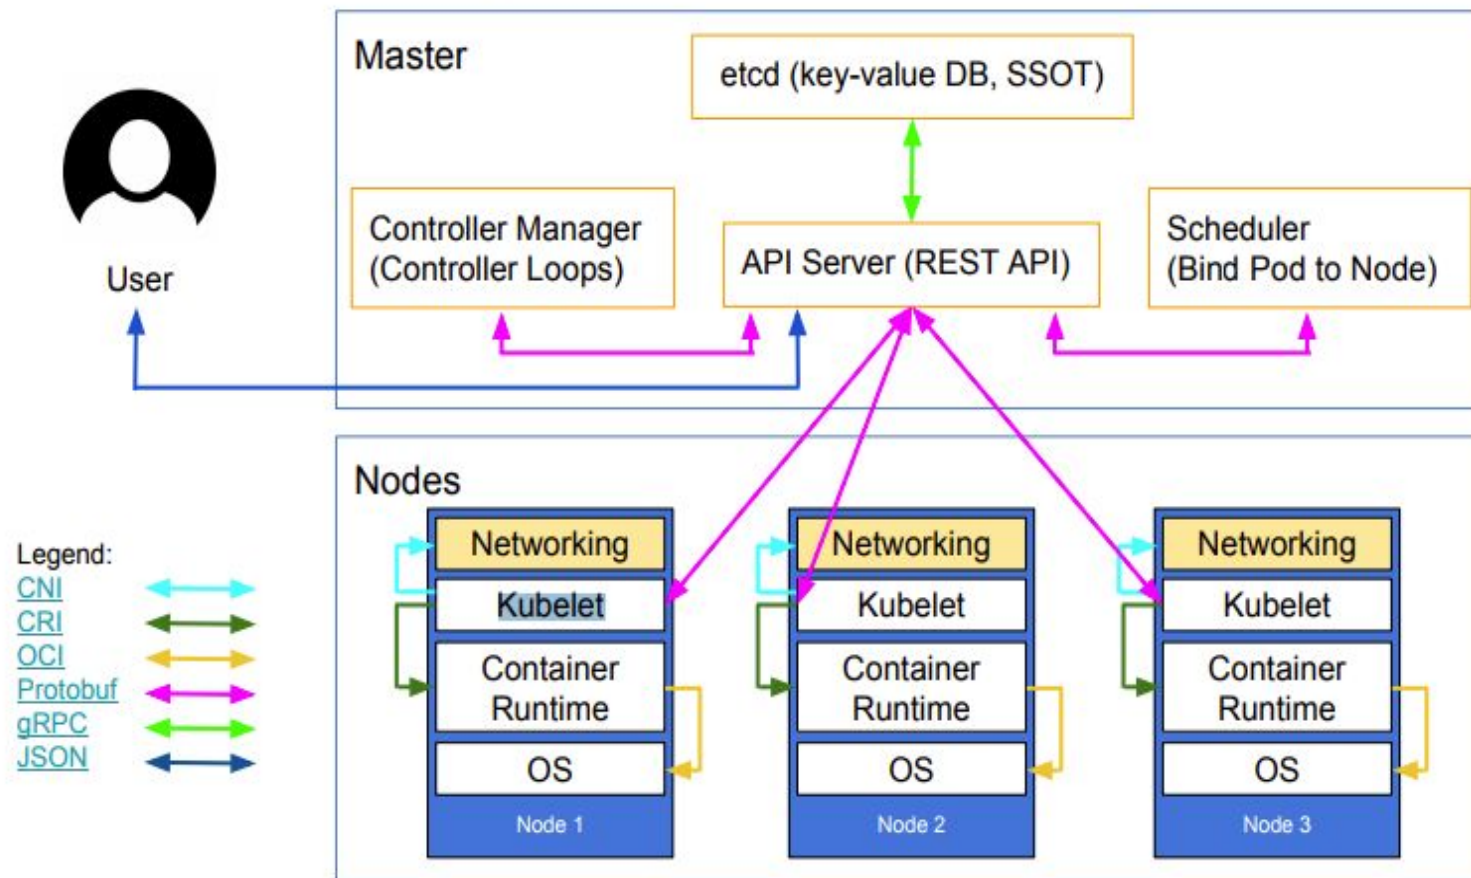 Master
etcd (key-value DB, SSOT)
Controller Manager
(Controller Loops)
API Server (REST API)
Scheduler
(Bind Pod to Node)
User
Nodes
Networking
Kubelet
Container
Runtime
OS
Node 1
Networking
Kubelet
Container
Runtime
OS
Node 2
Networking
Kubelet
Container
Runtime
OS
Node 3
Legend:
CNI
CRI
OCI
Protobuf
gRPC
JSON